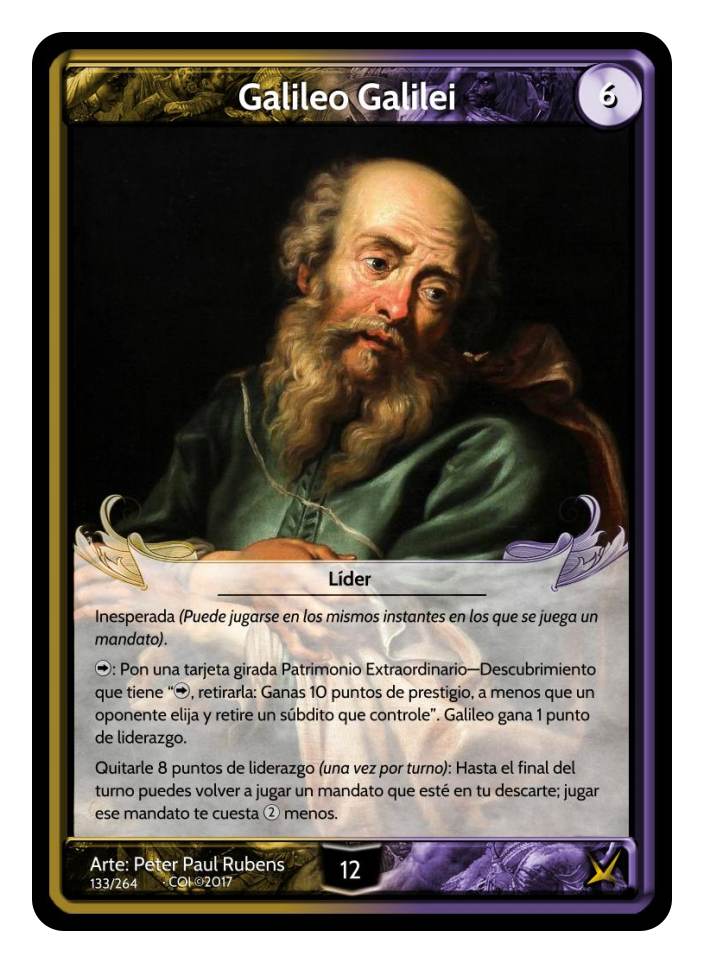 Galileo Galilei
6
Líder
Inesperada (Puede jugarse en los mismos instantes en los que se juega un
mandato).
➡: Pon una tarjeta girada Patrimonio Extraordinario—Descubrimiento
que tiene “➡, retirarla: Ganas 10 puntos de prestigio, a menos que un
oponente elija y retire un súbdito que controle”. Galileo gana 1 punto
de liderazgo.
Quitarle 8 puntos de liderazgo (una vez por turno): Hasta el final del
turno puedes volver a jugar un mandato que esté en tu descarte; jugar
ese mandato te cuesta ② menos.
Arte: Peter Paul Rubens
12
133/264 · COI ©2017